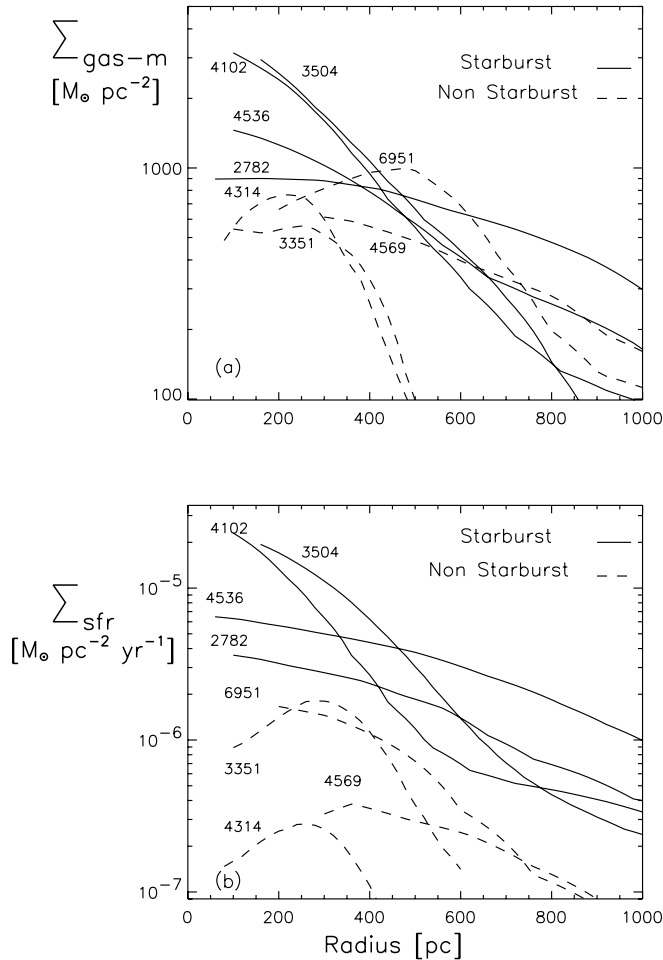 Σgas-m
[M⊙ pc−2]
4102
3504
Starburst
Non Starburst
4536
6951
2782
1000
4314
3351
4569
(a)
100
0 200 400 600 800 1000
4102
3504
Starburst
Non Starburst
10−5
4536
Σsfr
[M⊙ pc−2 yr−1]
2782
6951
10−6
3351
4569
4314
(b)
10−7
0 200 400 600 800 1000
Radius [pc]